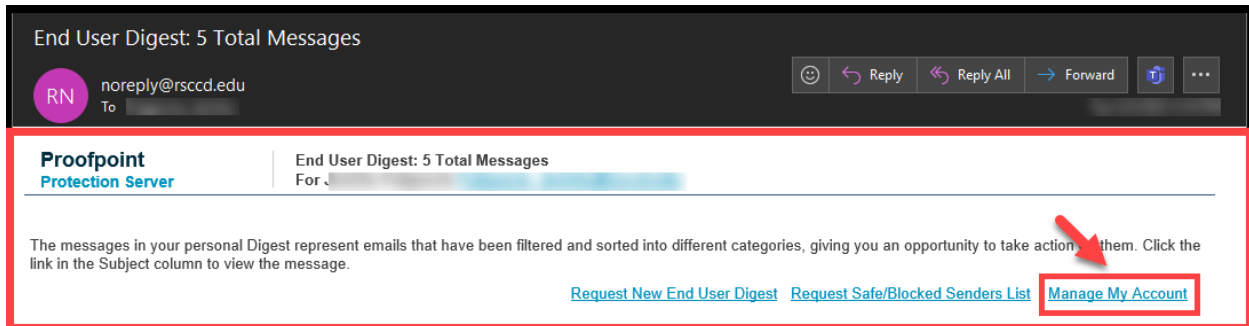 End User Digest: 5 Total Messages
RN
noreply@rsccd.edu
To
Reply
Reply All
Forward
Proofpoint
Protection Server
End User Digest: 5 Total Messages
For
The messages in your personal Digest represent emails that have been filtered and sorted into different categories, giving you an opportunity to take action them. Click the
link in the Subject column to view the message.
Request New End User Digest Request Safe/Blocked Senders List Manage My Account